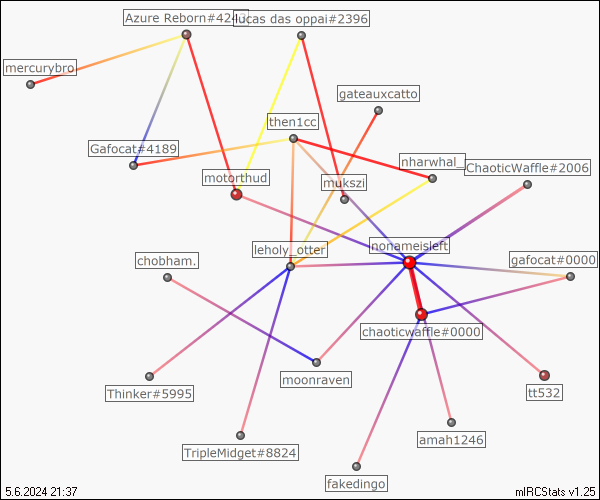 Azure Reborn#424
lucas das oppai#2396
mercurybro
gateauxcatto
then1cc
Gafocat#4189
nharwhal_
ChaoticWaffle#2006
motorthud
mukszi
leholy_otter
nonameisleft
chobham.
gafocat#0000
chaoticwaffle#0000
moonraven
Thinker#5995
tt532
amah1246
TripleMidget#8824
fakedingo
5.6.2024 21:37
mIRCStats v1.25